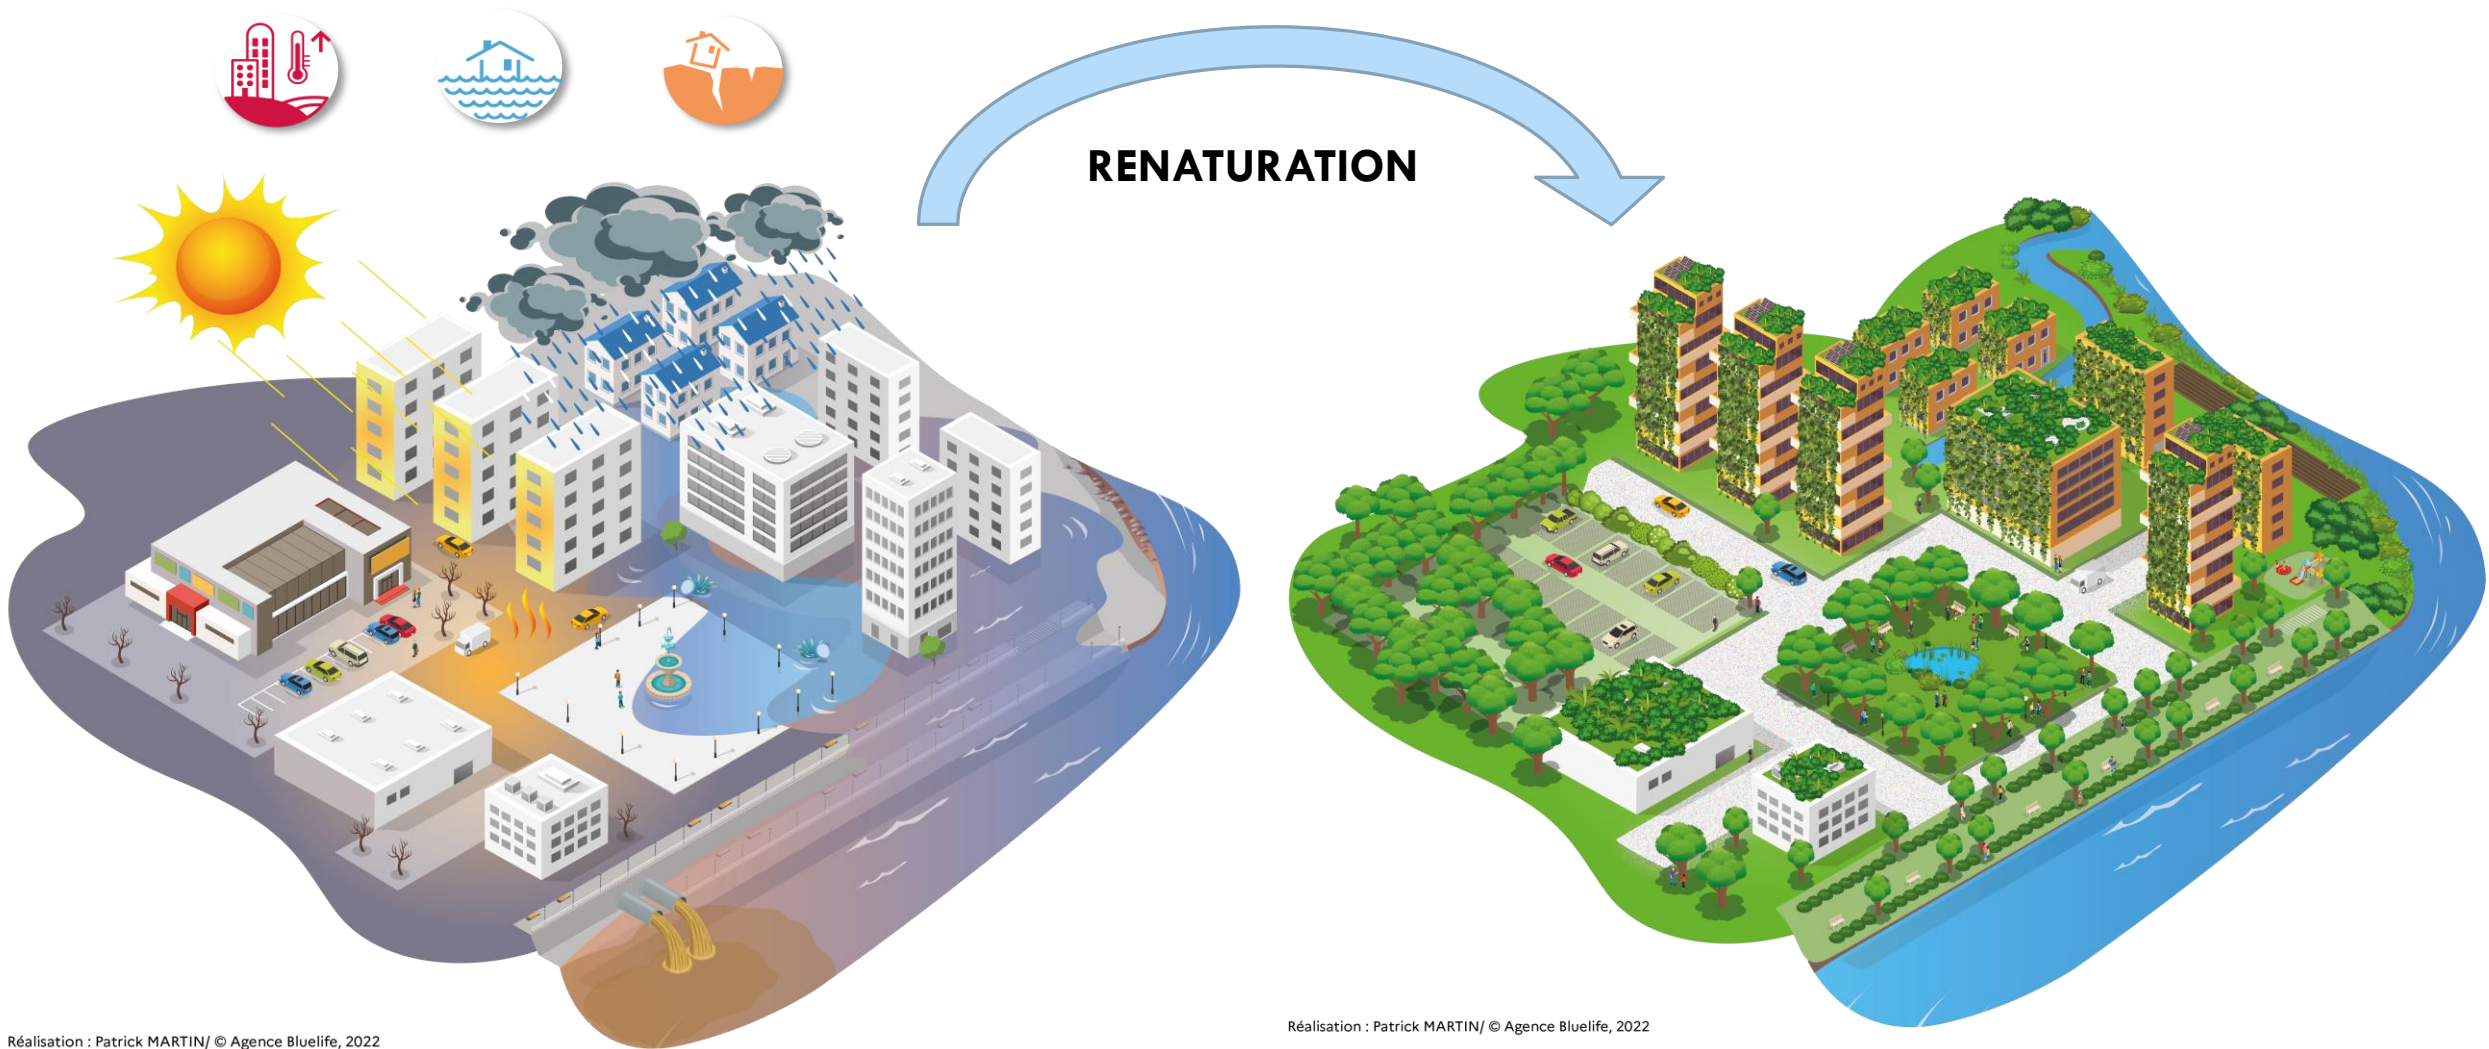 RENATURATION
Réalisation : Patrick MARTIN/ © Agence Bluelife, 2022
Réalisation : Patrick MARTIN/ © Agence Bluelife, 2022